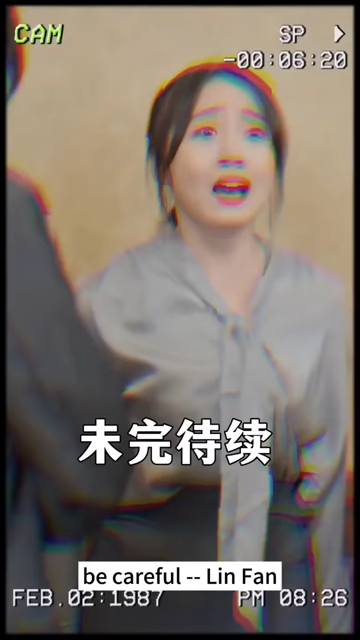 CAM
SP
-00:06:20
未完待续
be careful -- Lin Fan
FEB.02:1987
PM 08:26